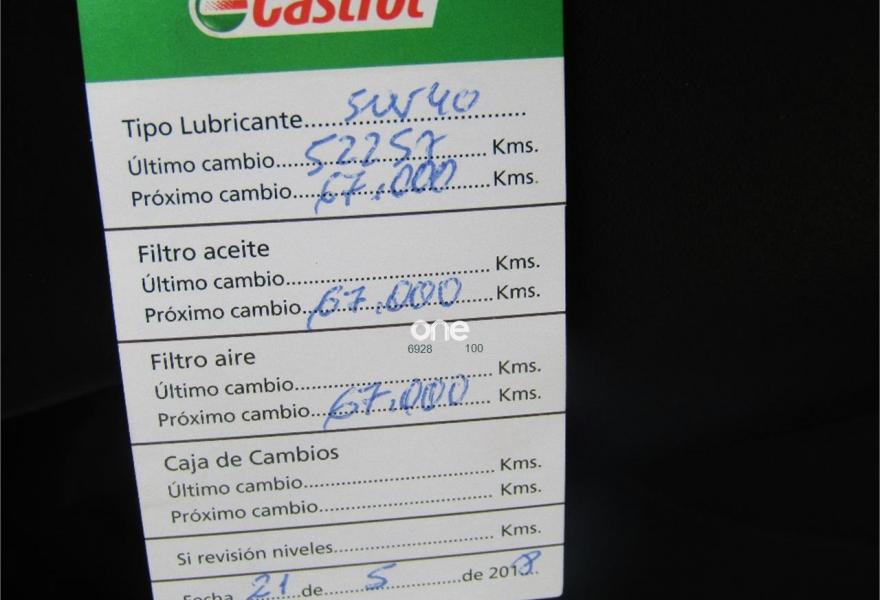 Castrol
Tipo Lubricante 5W40
Último cambio 52257 Kms.
Próximo cambio 67.000 Kms.
Filtro aceite
Último cambio Kms.
Próximo cambio 67.000 Kms.
one
6928 100
Filtro aire
Último cambio Kms.
Próximo cambio 67.000 Kms.
Caja de Cambios
Último cambio Kms.
Próximo cambio Kms.
Si revisión niveles Kms.
Fecha 21 de 5 de 2018